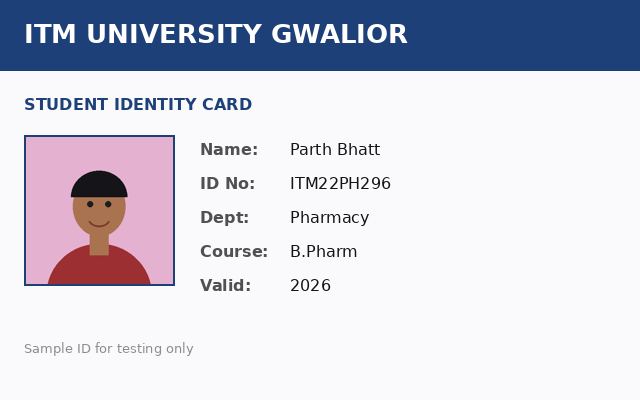 ITM UNIVERSITY GWALIOR
STUDENT IDENTITY CARD
Name: Parth Bhatt
ID No: ITM22PH296
Dept: Pharmacy
Course: B.Pharm
Valid: 2026
Sample ID for testing only